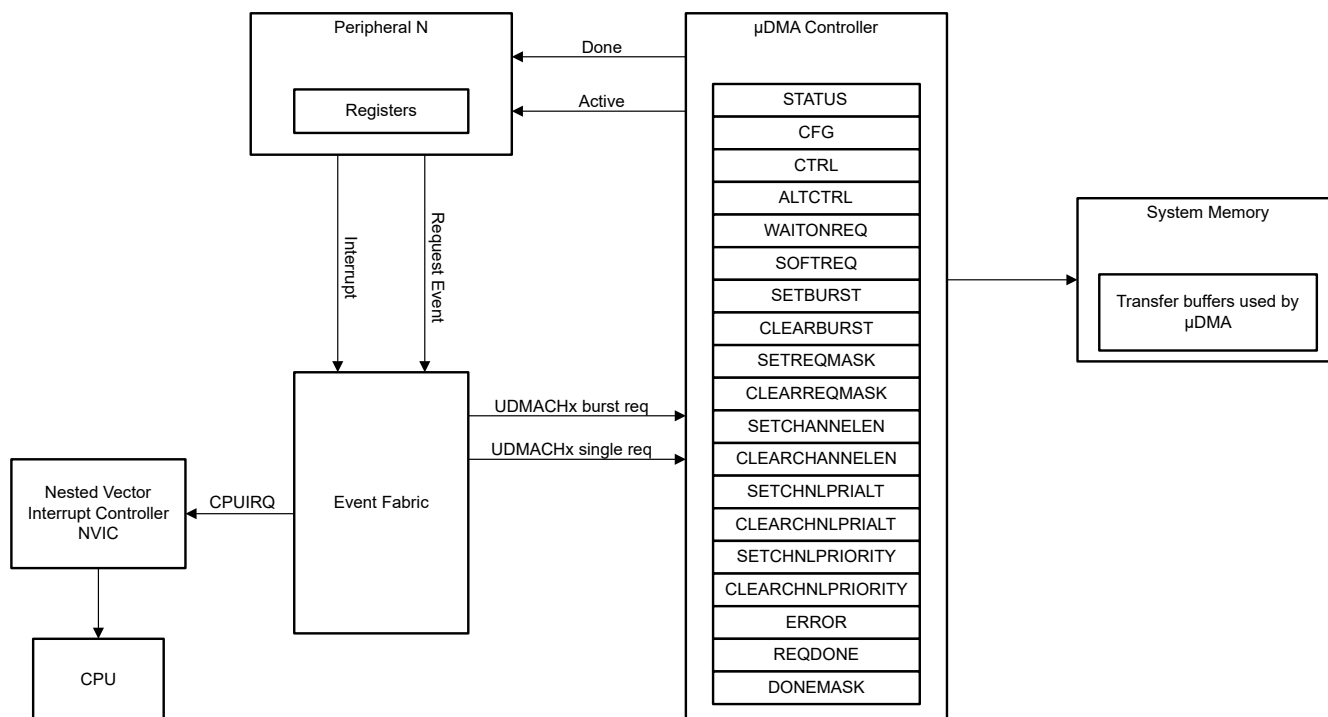 Peripheral N
Registers
Done
Active
µDMA Controller
STATUS
CFG
CTRL
ALTCTRL
WAITONREQ
SOFTREQ
SETBURST
CLEARBURST
SETREQMASK
CLEARREQMASK
SETCHANNELEN
CLEARCHANNELEN
SETCHNLPRIALT
CLEARCHNLPRIALT
SETCHNLPRIORITY
CLEARCHNLPRIORITY
ERROR
REQDONE
DONEMASK
System Memory
Transfer buffers used by
µDMA
Interrupt
Request Event
Event Fabric
UDMACHx burst req
UDMACHx single req
CPUIRQ
Nested Vector
Interrupt Controller
NVIC
CPU